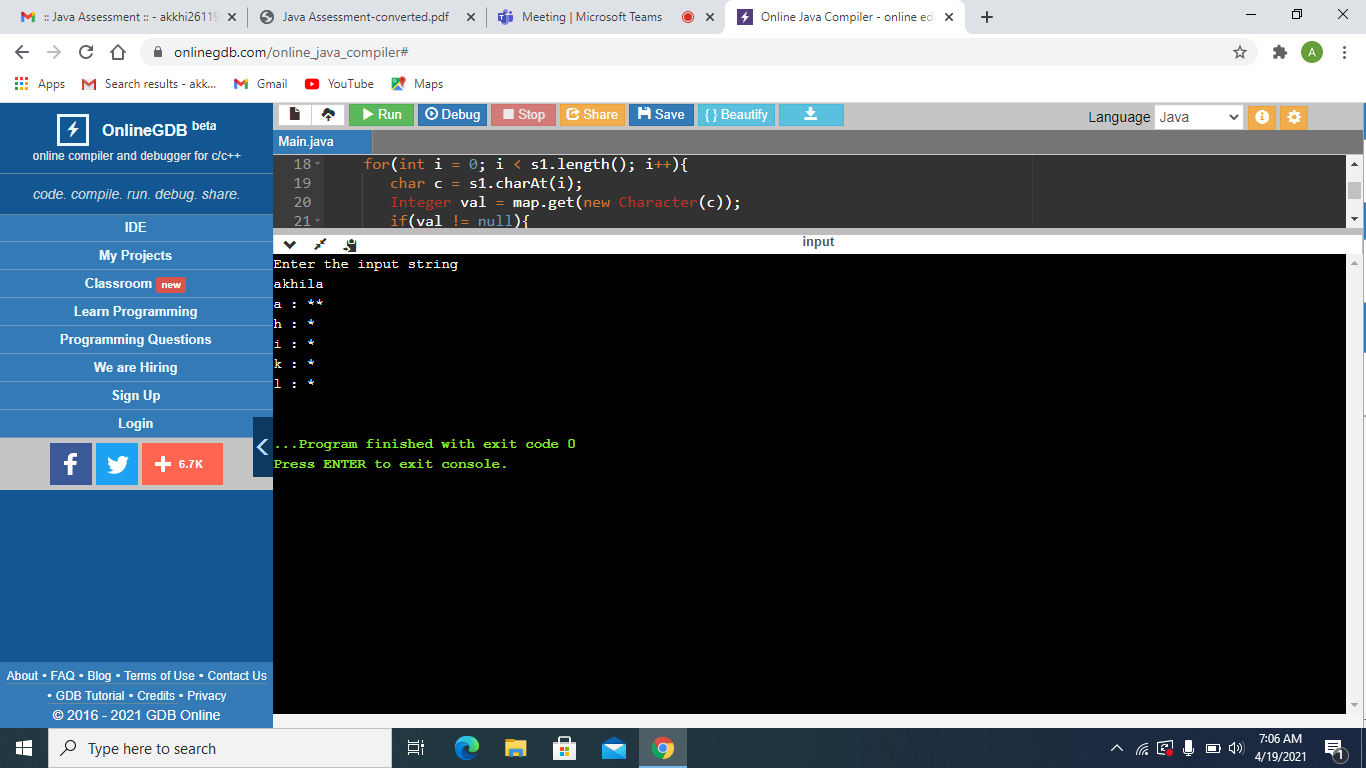 :: Java Assessment :: - akkhi26119
Java Assessment-converted.pdf
Meeting | Microsoft Teams
Online Java Compiler - online edi
onlinegdb.com/online_java_compiler#
A
Apps
Search results - akk...
Gmail
YouTube
Maps
OnlineGDB beta
online compiler and debugger for c/c++
code. compile. run. debug. share.
IDE
My Projects
Classroom new
Learn Programming
Programming Questions
We are Hiring
Sign Up
Login
6.7K
About • FAQ • Blog • Terms of Use • Contact Us
• GDB Tutorial • Credits • Privacy
© 2016 - 2021 GDB Online
Run
Debug
Stop
Share
Save
{ } Beautify
Language Java
Main.java
18 for(int i = 0; i < s1.length(); i++){
19 char c = s1.charAt(i);
20 Integer val = map.get(new Character(c));
21 if(val != null){
input
Enter the input string
akhila
a : **
h : *
i : *
k : *
l : *
...Program finished with exit code 0
Press ENTER to exit console.
Type here to search
7:06 AM
4/19/2021
1